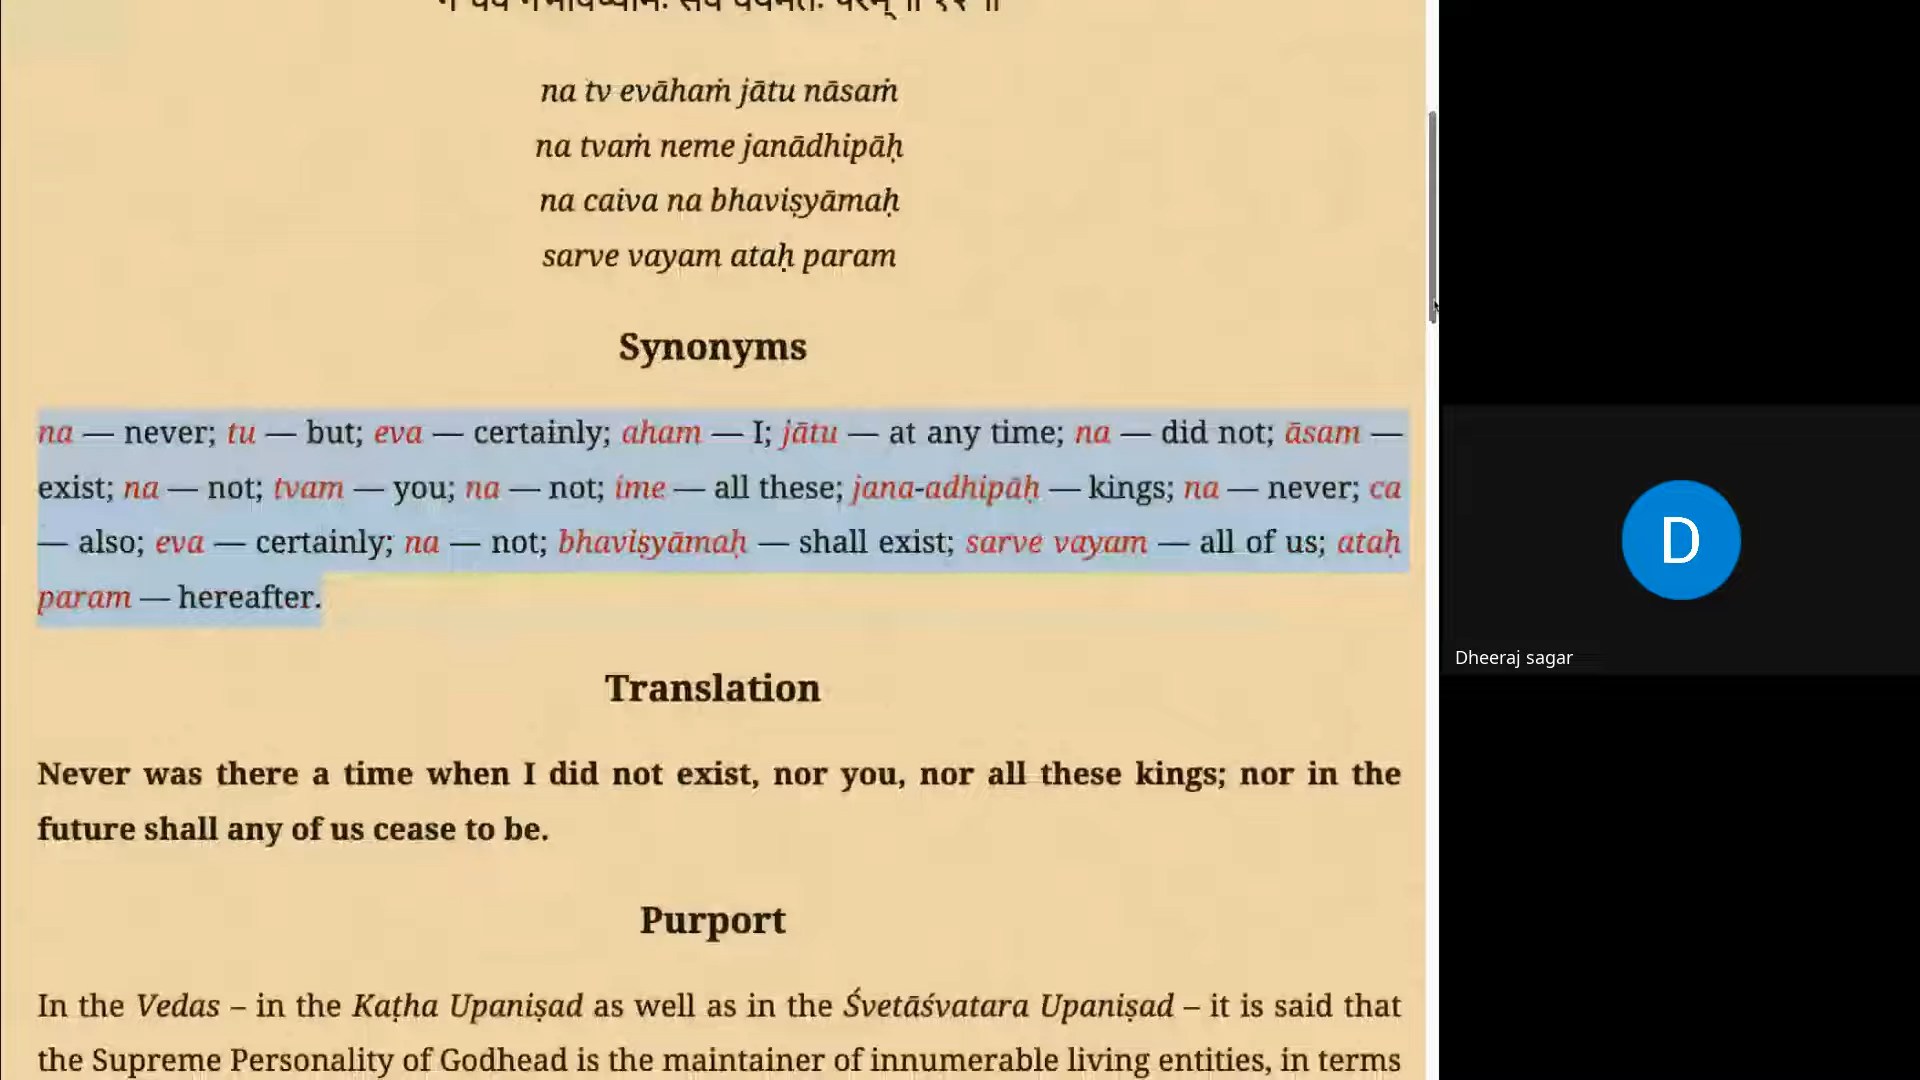 na tv evāhaṁ jātu nāsaṁ
na tvaṁ neme janādhipāḥ
na caiva na bhaviṣyāmaḥ
sarve vayam ataḥ param
Synonyms
na — never; tu — but; eva — certainly; aham — I; jātu — at any time; na — did not; āsam —
exist; na — not; tvam — you; na — not; ime — all these; jana-adhipāḥ — kings; na — never; ca
— also; eva — certainly; na — not; bhaviṣyāmaḥ — shall exist; sarve vayam — all of us; ataḥ
param — hereafter.
Translation
Never was there a time when I did not exist, nor you, nor all these kings; nor in the
future shall any of us cease to be.
Purport
In the Vedas – in the Kaṭha Upaniṣad as well as in the Śvetāśvatara Upaniṣad – it is said that
the Supreme Personality of Godhead is the maintainer of innumerable living entities, in terms
D
Dheeraj sagar